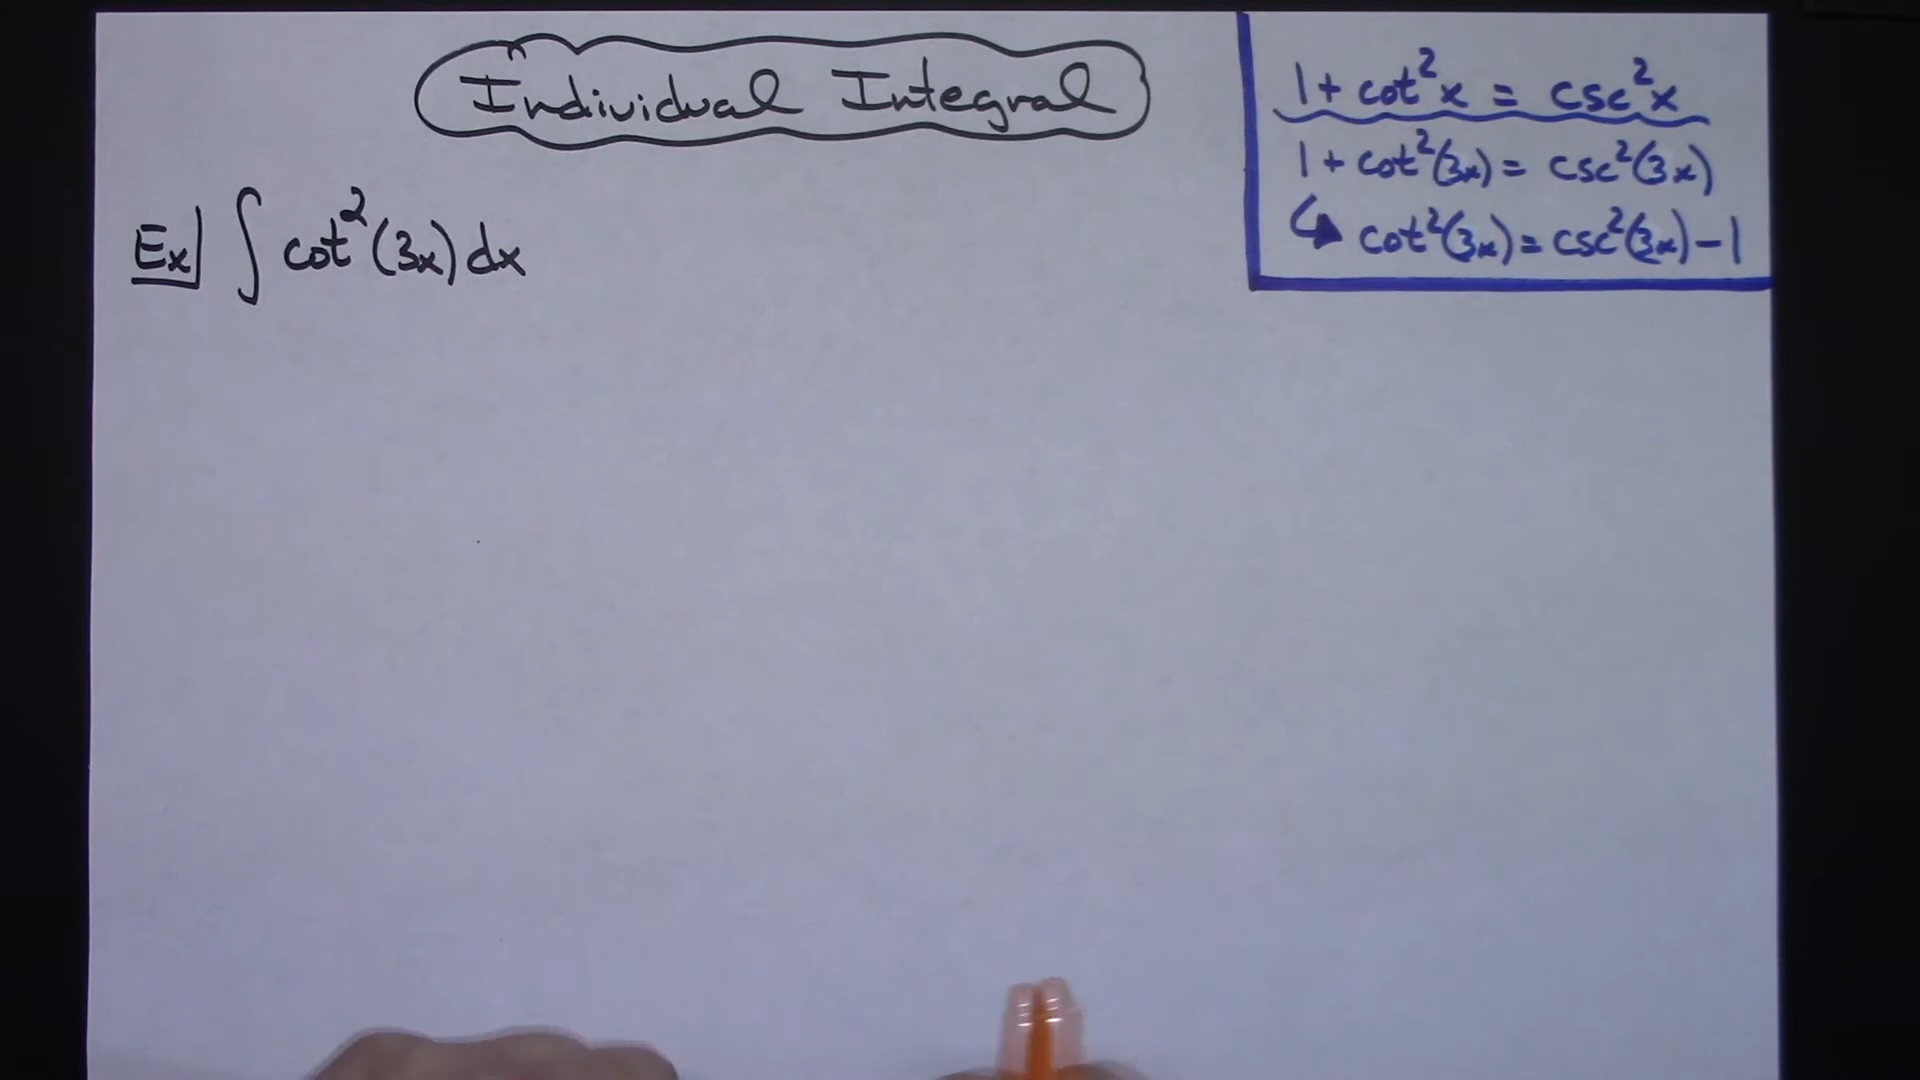 Individual Integral
Ex ∫ cot²(3x) dx
1 + cot²x = csc²x
1 + cot²(3x) = csc²(3x)
↳ cot²(3x) = csc²(3x) - 1